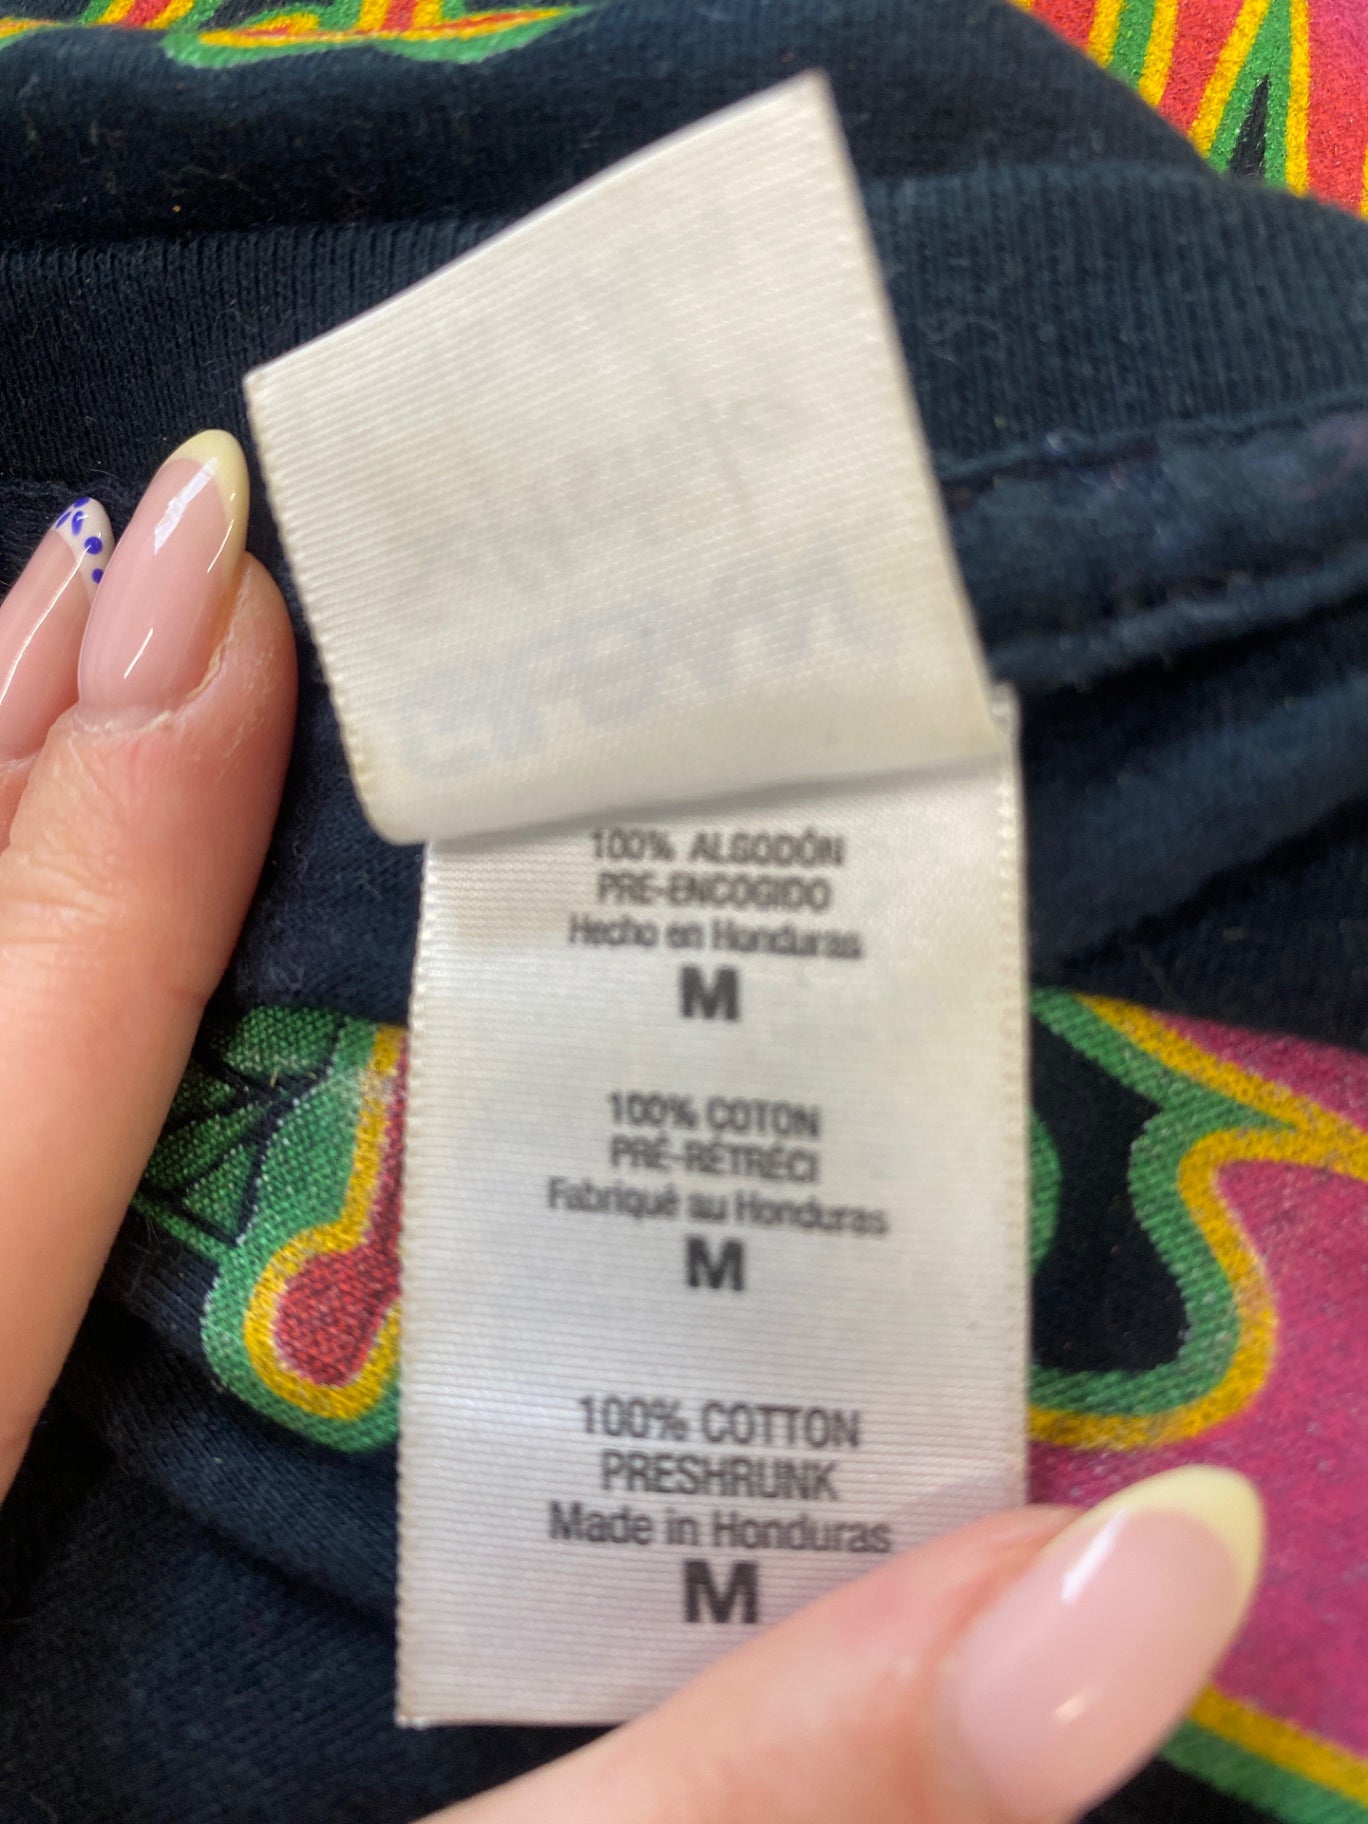 100% ALGODÓN
PRE-ENCOGIDO
Hecho en Honduras
M
100% COTON
PRÉ-RÉTRÉCI
Fabriqué au Honduras
M
100% COTTON
PRESHRUNK
Made in Honduras
M